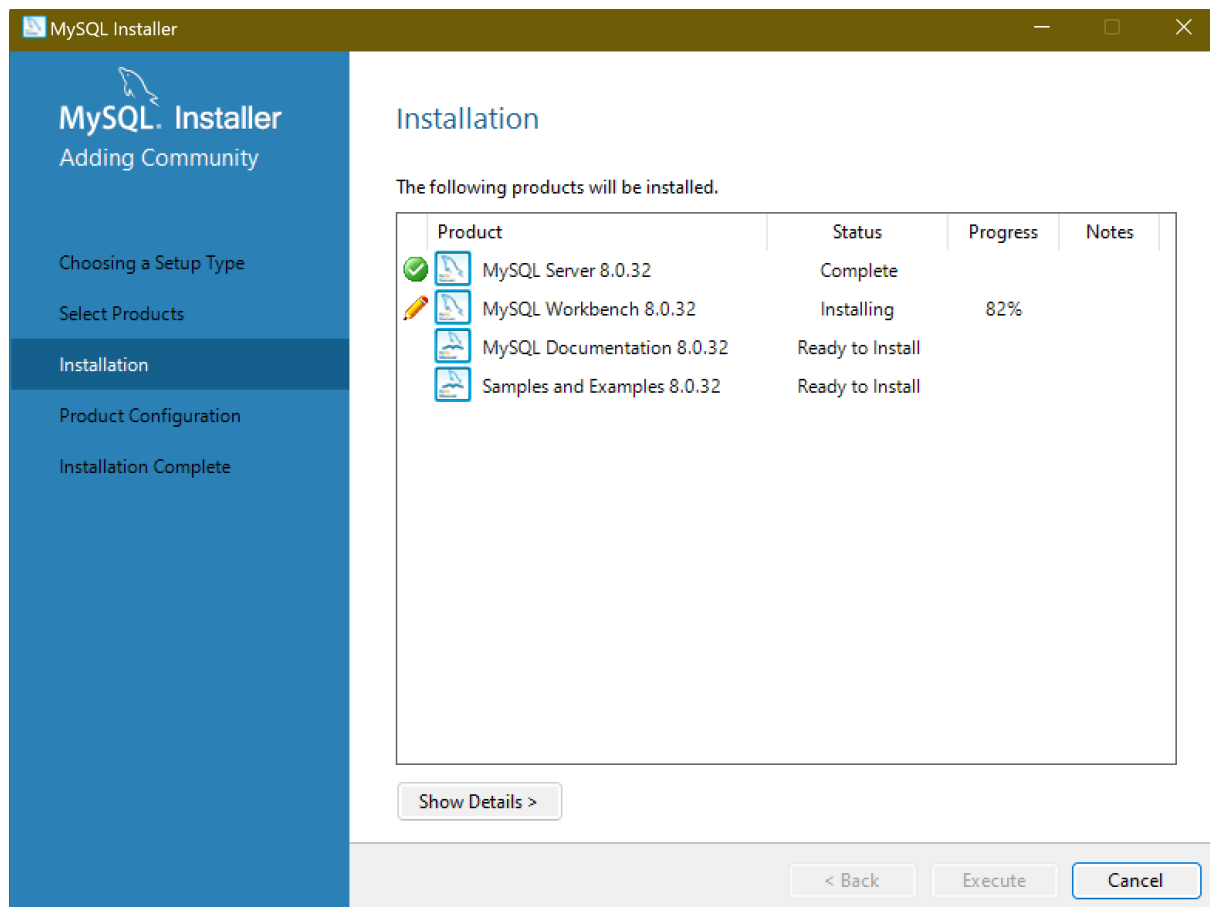 MySQL Installer
MySQL. Installer
Adding Community
Choosing a Setup Type
Select Products
Installation
Product Configuration
Installation Complete
Installation
The following products will be installed.
Product Status Progress Notes
MySQL Server 8.0.32 Complete
MySQL Workbench 8.0.32 Installing 82%
MySQL Documentation 8.0.32 Ready to Install
Samples and Examples 8.0.32 Ready to Install
Show Details >
< Back Execute Cancel